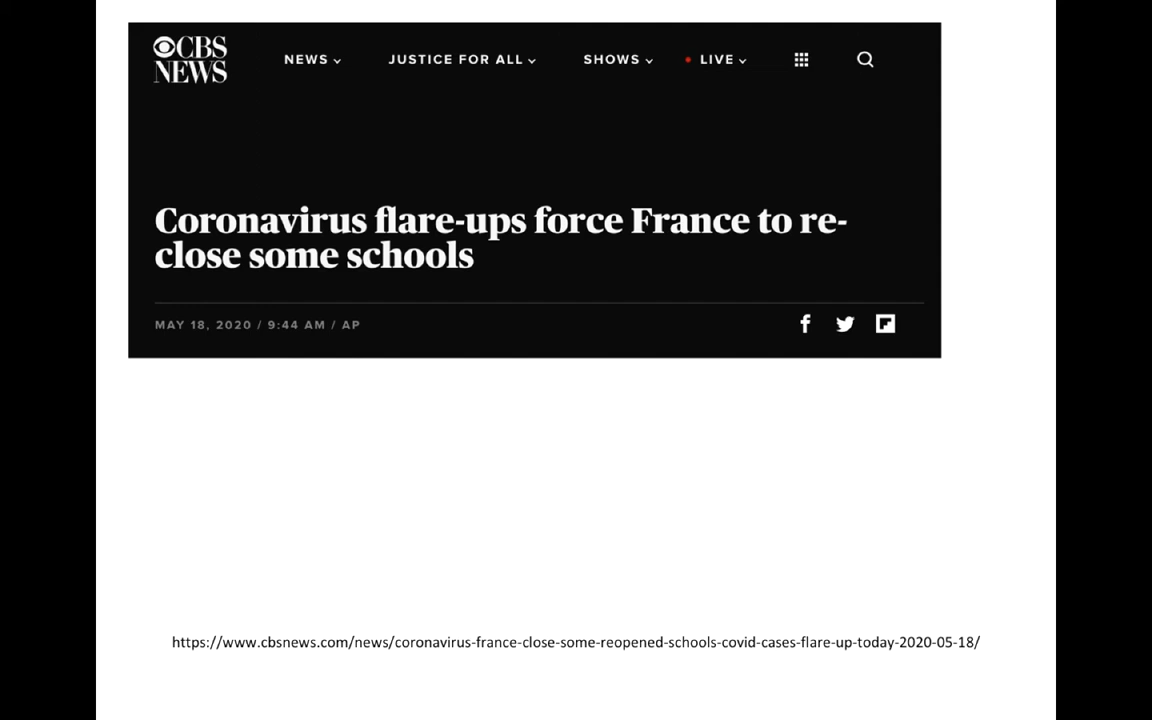 CBS
NEWS
NEWS
JUSTICE FOR ALL
SHOWS
LIVE
Coronavirus flare-ups force France to re-
close some schools
MAY 18, 2020 / 9:44 AM / AP
https://www.cbsnews.com/news/coronavirus-france-close-some-reopened-schools-covid-cases-flare-up-today-2020-05-18/